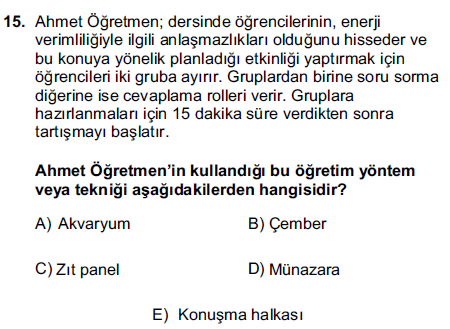 15. Ahmet Öğretmen; dersinde öğrencilerinin, enerji
verimliliğiyle ilgili anlaşmazlıkları olduğunu hisseder ve
bu konuya yönelik planladığı etkinliği yaptırmak için
öğrencileri iki gruba ayırır. Gruplardan birine soru sorma
diğerine ise cevaplama rolleri verir. Gruplara
hazırlanmaları için 15 dakika süre verdikten sonra
tartışmayı başlatır.
Ahmet Öğretmen’in kullandığı bu öğretim yöntem
veya tekniği aşağıdakilerden hangisidir?
A) Akvaryum B) Çember
C) Zıt panel D) Münazara
E) Konuşma halkası